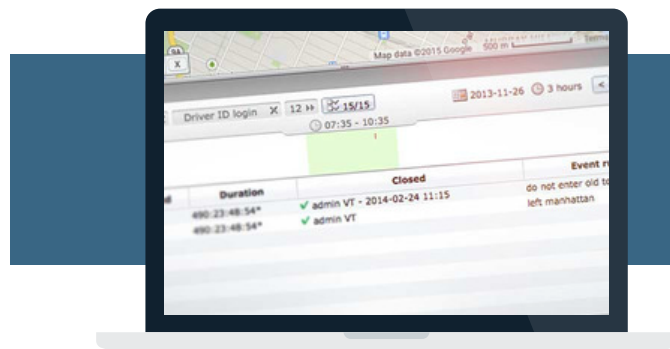 9A
Map data ©2015 Google 500 m
X
Driver ID login X 12 15/15
2013-11-26 3 hours <
07:35 - 10:35
Duration Closed Event
490:23:48:54* admin VT - 2014-02-24 11:15 do not enter old
490:23:48:54* admin VT left manhattan